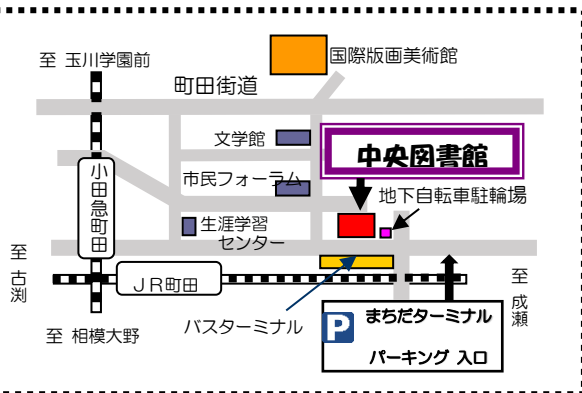 国際版画美術館
至 玉川学園前
町田街道
文学館
中央図書館
市民フォーラム
小田急町田
地下自転車駐輪場
生涯学習
センター
至 古渕
JR町田
至 成瀬
バスターミナル
至 相模大野
P まちだターミナル
パーキング 入口